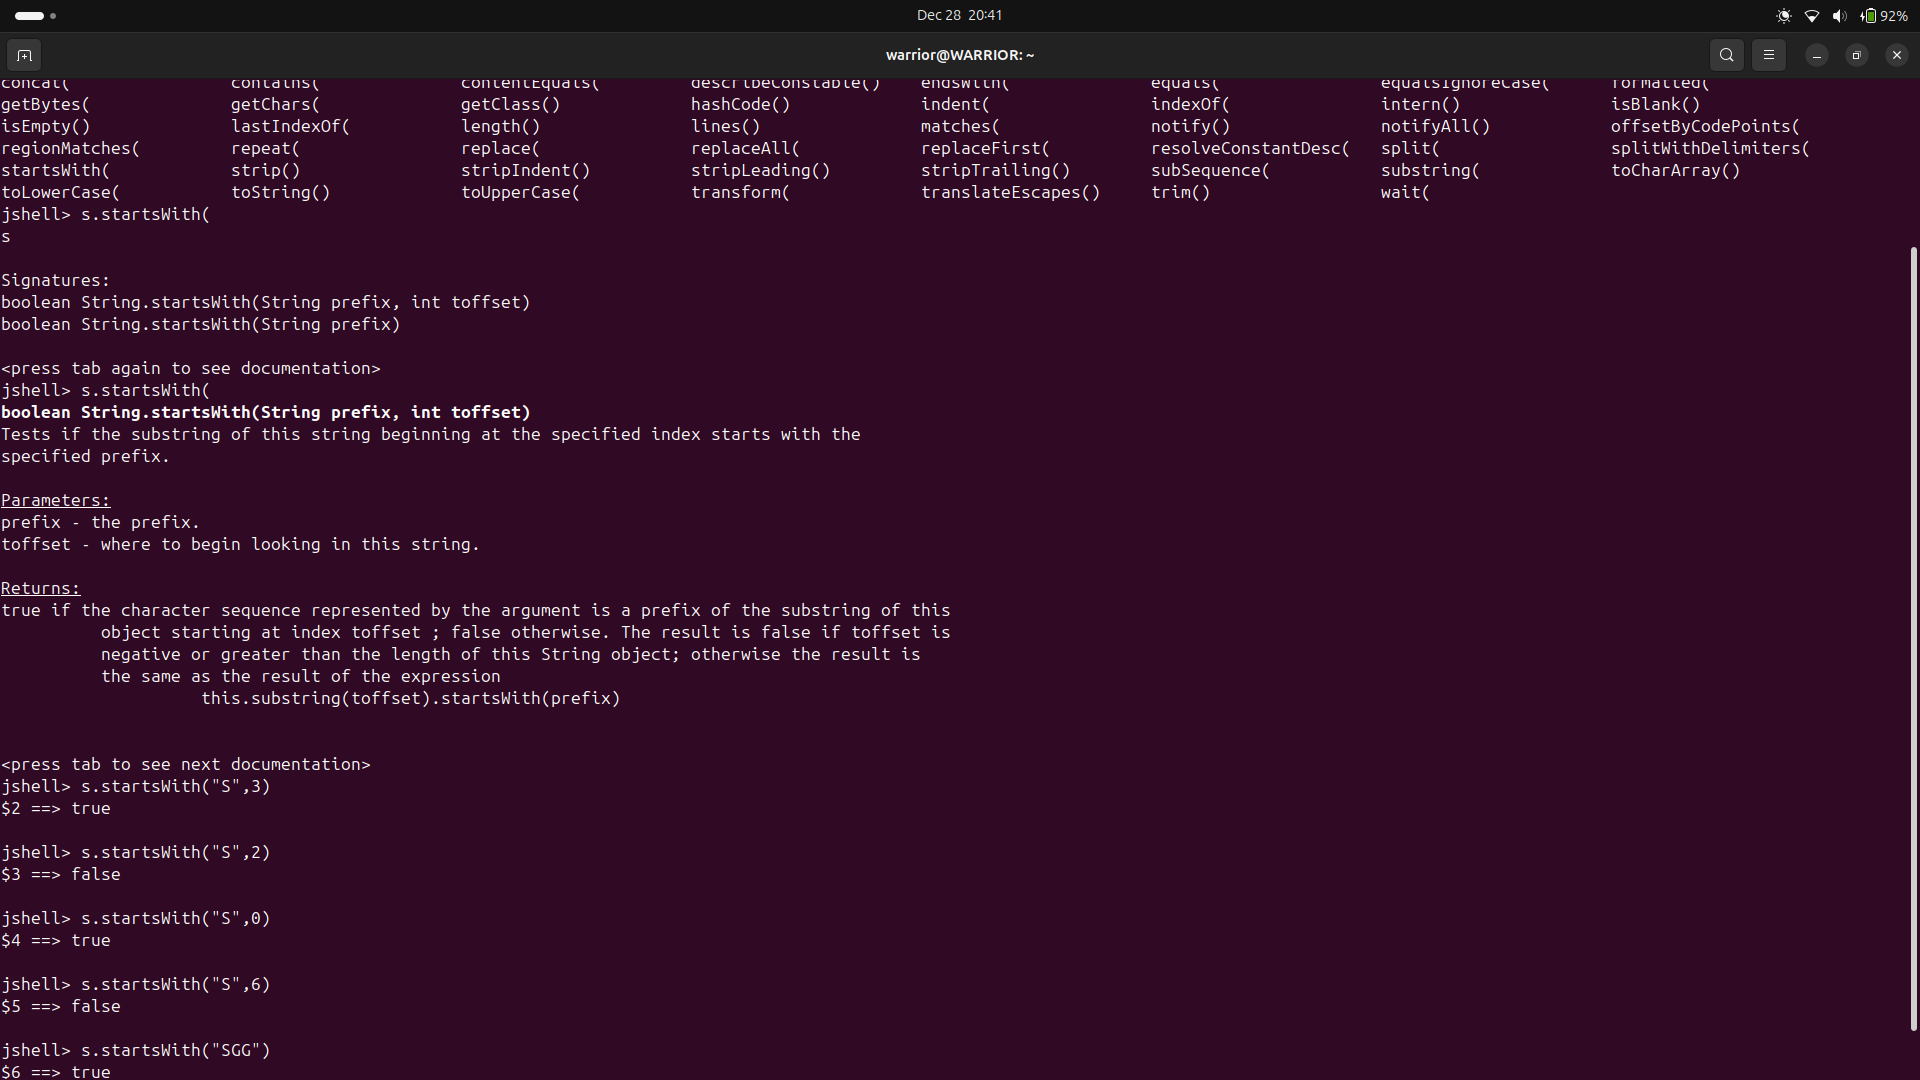 Dec 28 20:41
92%
warrior@WARRIOR: ~
concat( contains( contentEquals( describeConstable() endsWith( equals( equalsIgnoreCase( formatted(
getBytes( getChars( getClass() hashCode() indent( indexOf( intern() isBlank()
isEmpty() lastIndexOf( length() lines() matches( notify() notifyAll() offsetByCodePoints(
regionMatches( repeat( replace( replaceAll( replaceFirst( resolveConstantDesc( split( splitWithDelimiters(
startsWith( strip() stripIndent() stripLeading() stripTrailing() subSequence( substring( toCharArray()
toLowerCase( toString() toUpperCase( transform( translateEscapes() trim() wait(
jshell> s.startsWith(
s
Signatures:
boolean String.startsWith(String prefix, int toffset)
boolean String.startsWith(String prefix)
<press tab again to see documentation>
jshell> s.startsWith(
boolean String.startsWith(String prefix, int toffset)
Tests if the substring of this string beginning at the specified index starts with the
specified prefix.
Parameters:
prefix - the prefix.
toffset - where to begin looking in this string.
Returns:
true if the character sequence represented by the argument is a prefix of the substring of this
object starting at index toffset ; false otherwise. The result is false if toffset is
negative or greater than the length of this String object; otherwise the result is
the same as the result of the expression
this.substring(toffset).startsWith(prefix)
<press tab to see next documentation>
jshell> s.startsWith("S",3)
$2 ==> true
jshell> s.startsWith("S",2)
$3 ==> false
jshell> s.startsWith("S",0)
$4 ==> true
jshell> s.startsWith("S",6)
$5 ==> false
jshell> s.startsWith("SGG")
$6 ==> true